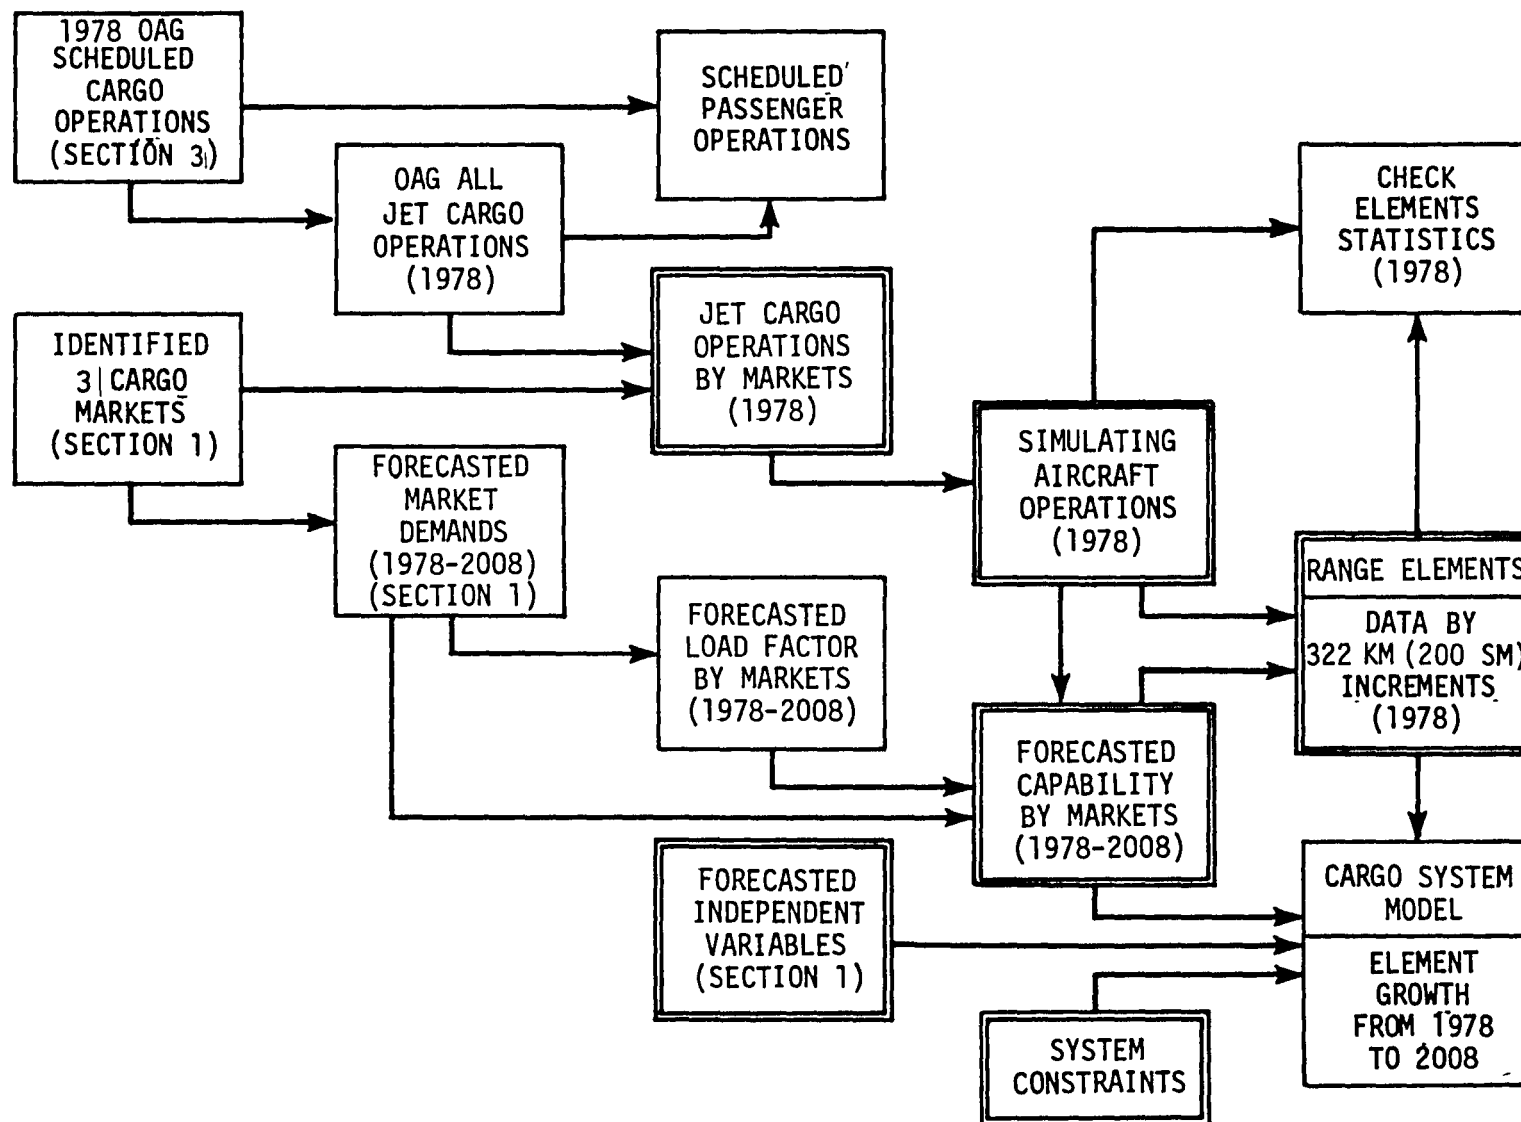 1978 OAG
SCHEDULED
CARGO
OPERATIONS
(SECTION 3)
SCHEDULED
PASSENGER
OPERATIONS
OAG ALL
JET CARGO
OPERATIONS
(1978)
CHECK
ELEMENTS
STATISTICS
(1978)
IDENTIFIED
3| CARGO
MARKETS
(SECTION 1)
JET CARGO
OPERATIONS
BY MARKETS
(1978)
FORECASTED
MARKET
DEMANDS
(1978-2008)
(SECTION 1)
SIMULATING
AIRCRAFT
OPERATIONS
(1978)
RANGE ELEMENTS
DATA BY
322 KM (200 SM)
INCREMENTS
(1978)
FORECASTED
LOAD FACTOR
BY MARKETS
(1978-2008)
FORECASTED
CAPABILITY
BY MARKETS
(1978-2008)
FORECASTED
INDEPENDENT
VARIABLES
(SECTION 1)
CARGO SYSTEM
MODEL
ELEMENT
GROWTH
FROM 1978
TO 2008
SYSTEM
CONSTRAINTS